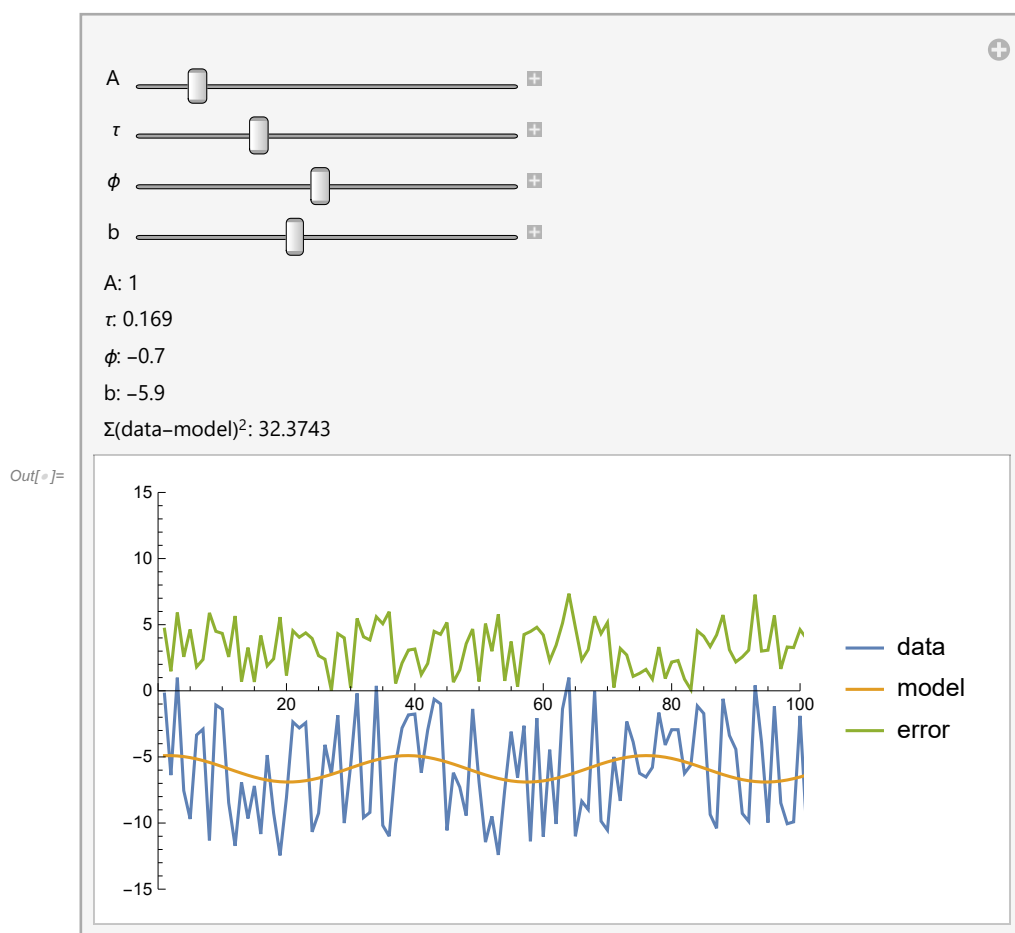 A
τ
ϕ
b
A: 1
τ: 0.169
ϕ: −0.7
b: −5.9
Σ(data−model)²: 32.3743
Out[]=
15
10
5
0
−5
−10
−15
20
40
60
80
100
data
model
error